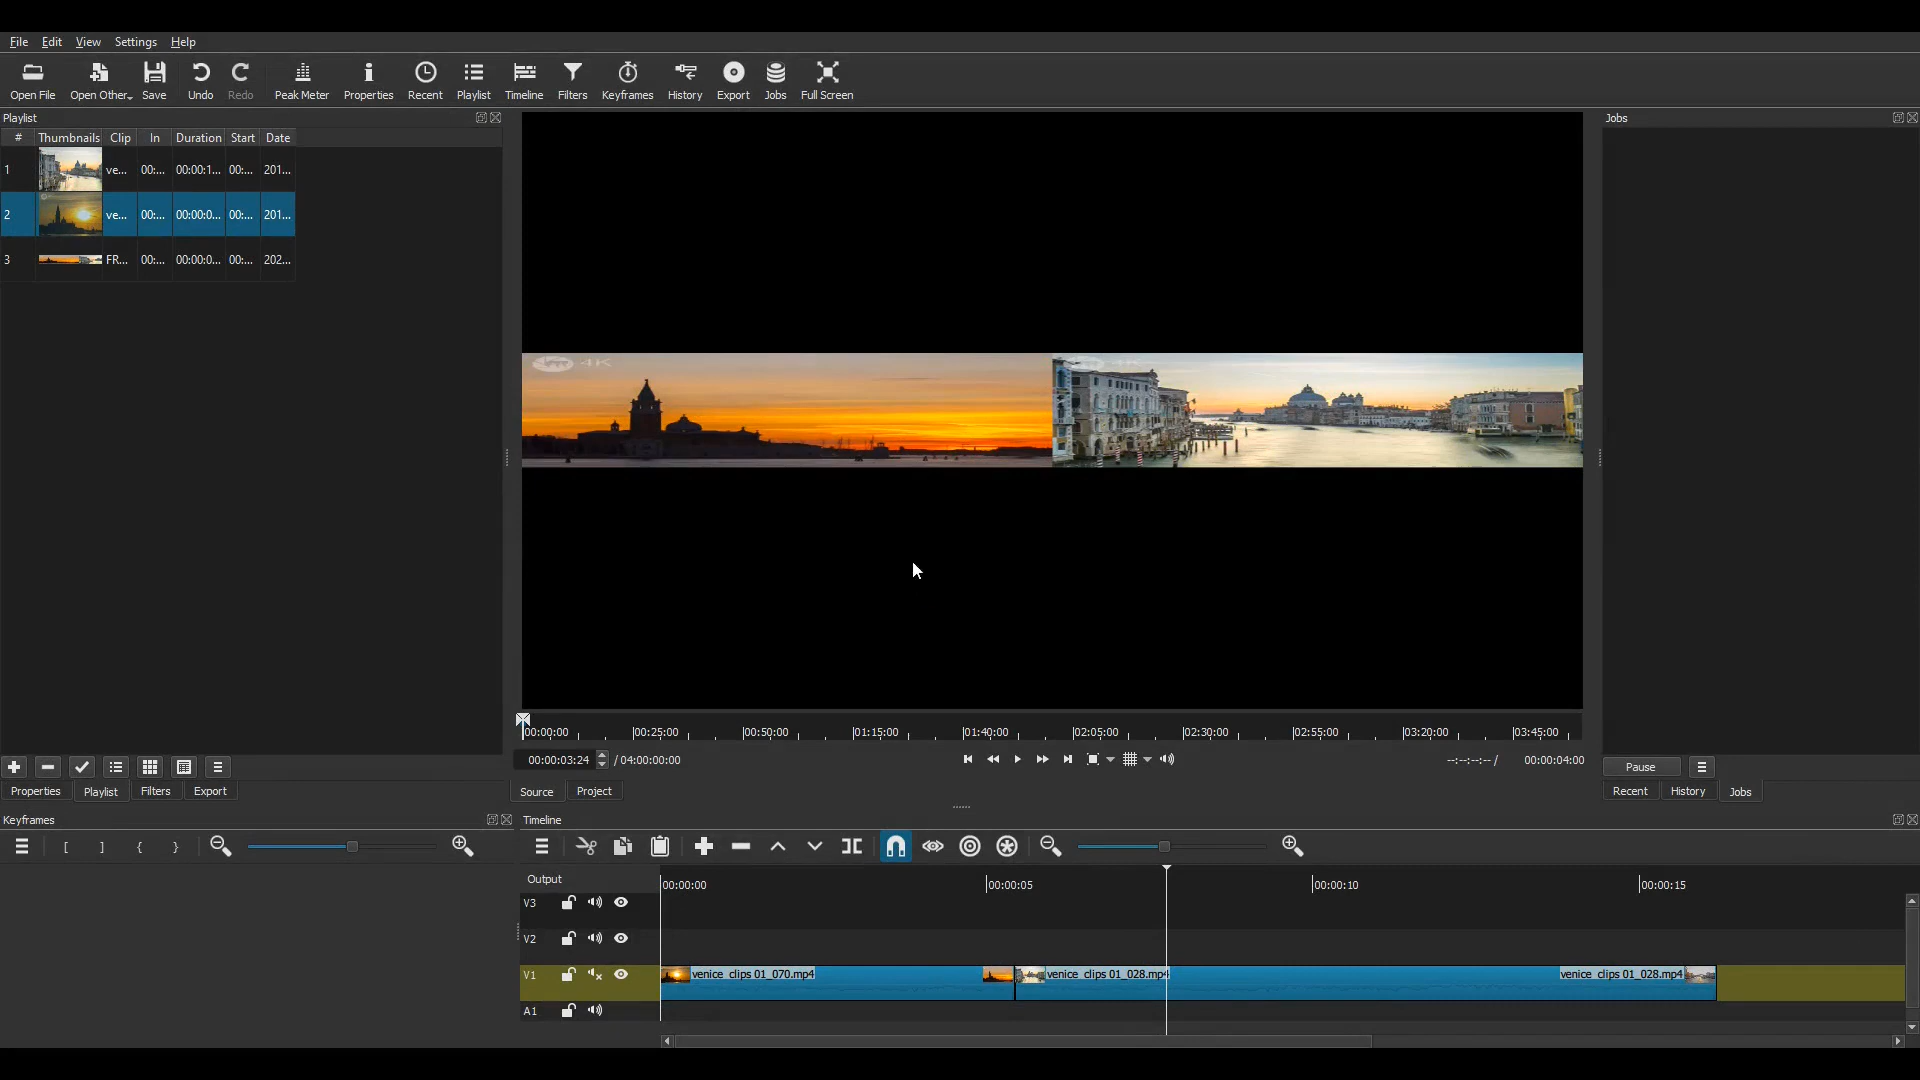 File Edit View Settings Help
Open File Open Other... Save Undo Redo Peak Meter Properties Recent Playlist Timeline Filters Keyframes History Export Jobs Full Screen
Playlist
# Thumbnails Clip In Duration Start Date
1 ve... 00:... 00:00:1... 00:... 201...
2 ve... 00:... 00:00:0... 00:... 201...
3 FR... 00:... 00:00:0... 00:... 202...
4K
Jobs
00:00:00 00:25:00 00:50:00 01:15:00 01:40:00 02:05:00 02:30:00 02:55:00 03:20:00 03:45:00
00:00:03:24 / 04:00:00:00 --:--:--:-- / 00:00:04:00
Pause
Properties Playlist Filters Export
Source Project
Recent History Jobs
Keyframes
[ ] { }
Timeline
Output
00:00:00 00:00:05 00:00:10 00:00:15
V3
V2
V1 venice_clips 01_070.mp4 venice_clips 01_028.mp4 venice_clips 01_028.mp4
A1